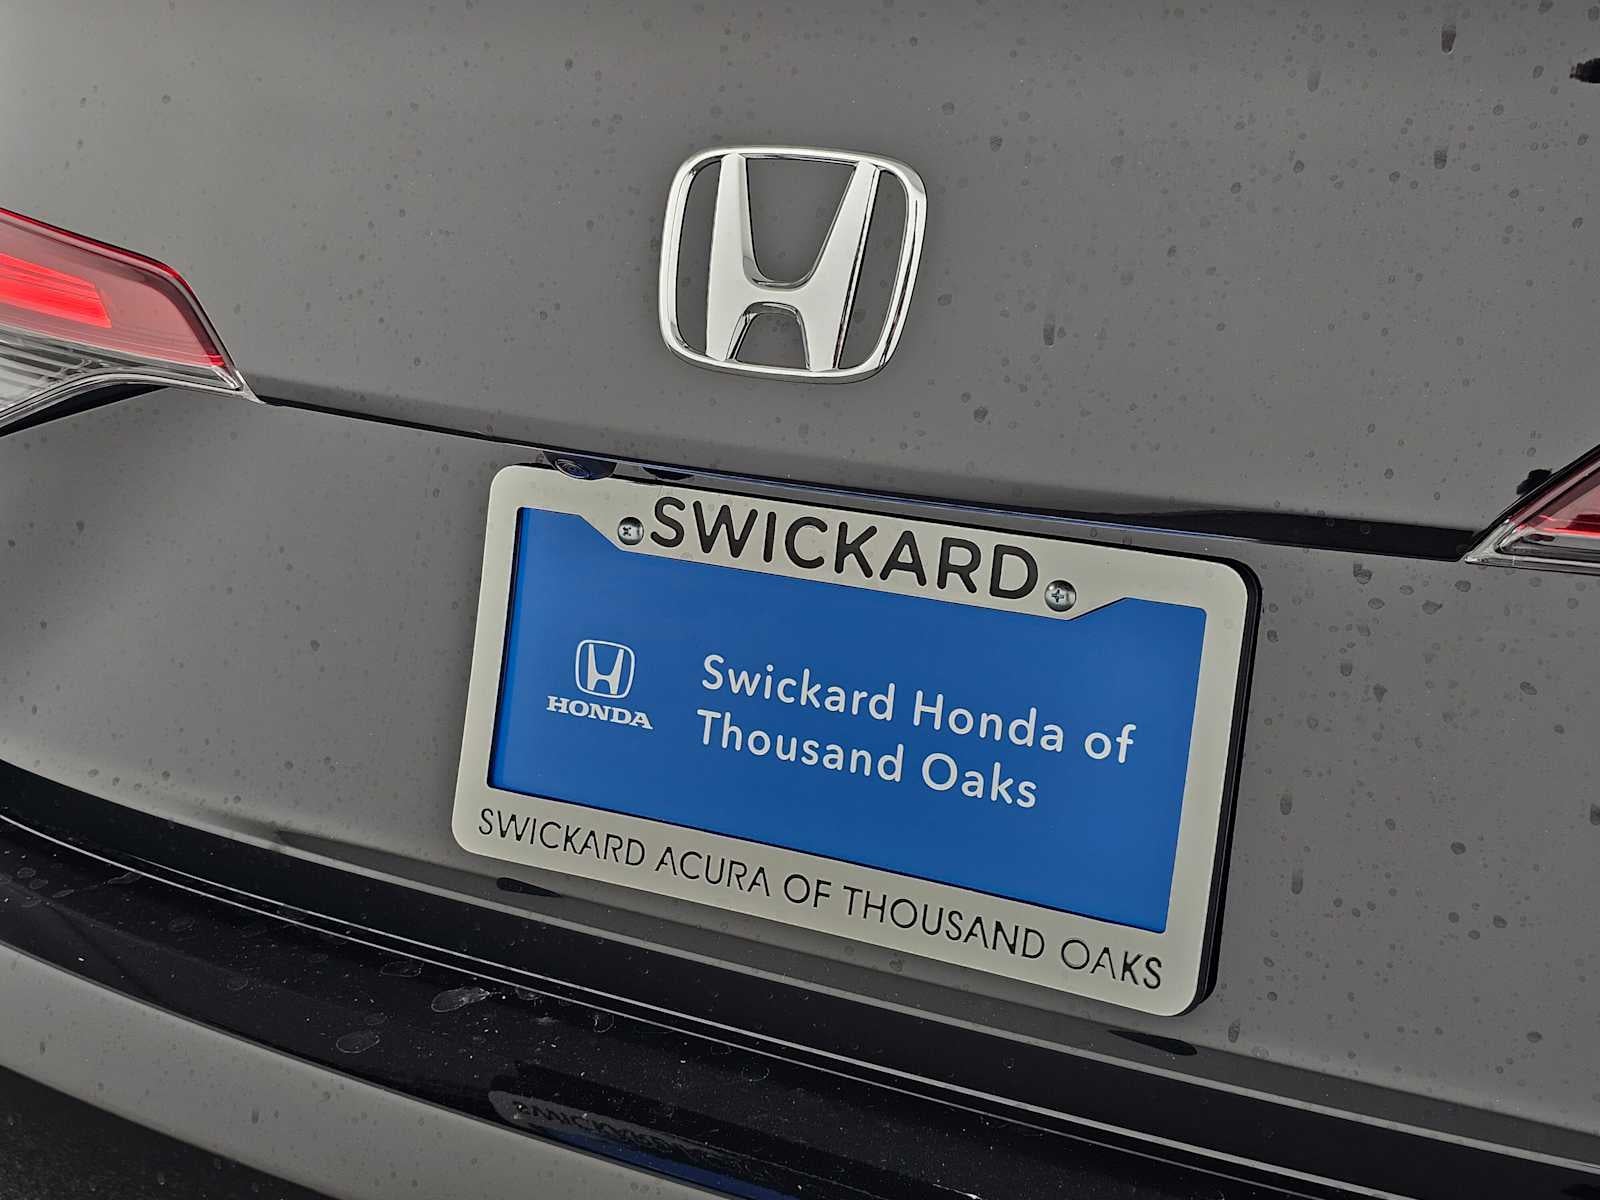 SWICKARD
HONDA
Swickard Honda of
Thousand Oaks
SWICKARD ACURA OF THOUSAND OAKS